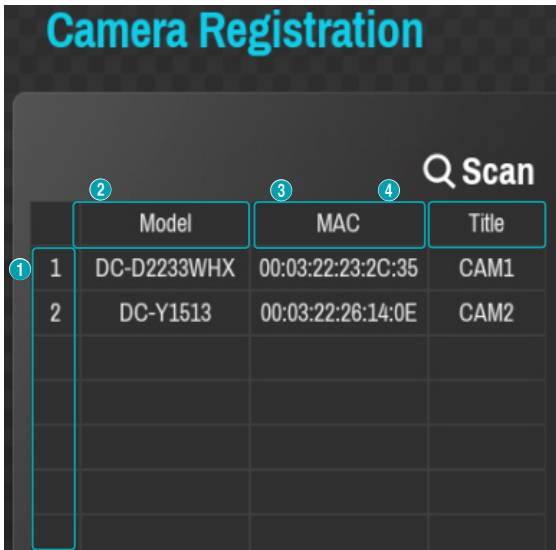 Camera Registration
Scan
2 3 4
Model MAC Title
1
1 DC-D2233WHX 00:03:22:23:2C:35 CAM1
2 DC-Y1513 00:03:22:26:14:0E CAM2